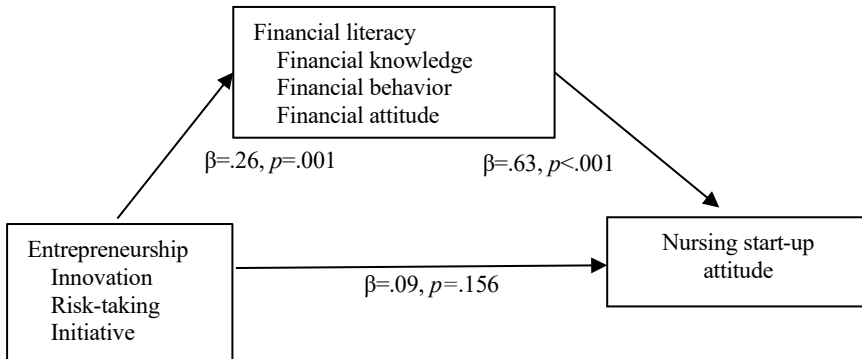 Financial literacy
Financial knowledge
Financial behavior
Financial attitude
β=.26, p=.001
β=.63, p<.001
Entrepreneurship
Innovation
Risk-taking
Initiative
β=.09, p=.156
Nursing start-up
attitude